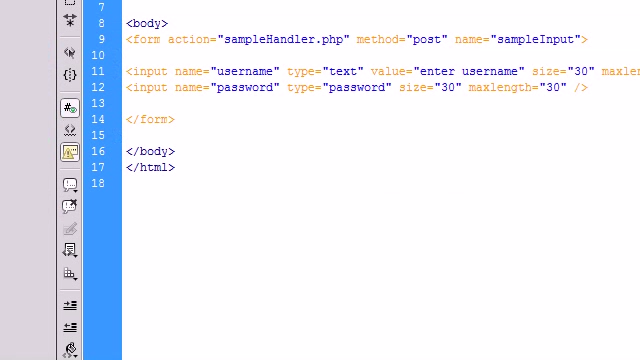 7
8 <body>
9 <form action="sampleHandler.php" method="post" name="sampleInput">
10
11 <input name="username" type="text" value="enter username" size="30" maxlen
12 <input name="password" type="password" size="30" maxlength="30" />
13
14 </form>
15
16 </body>
17 </html>
18